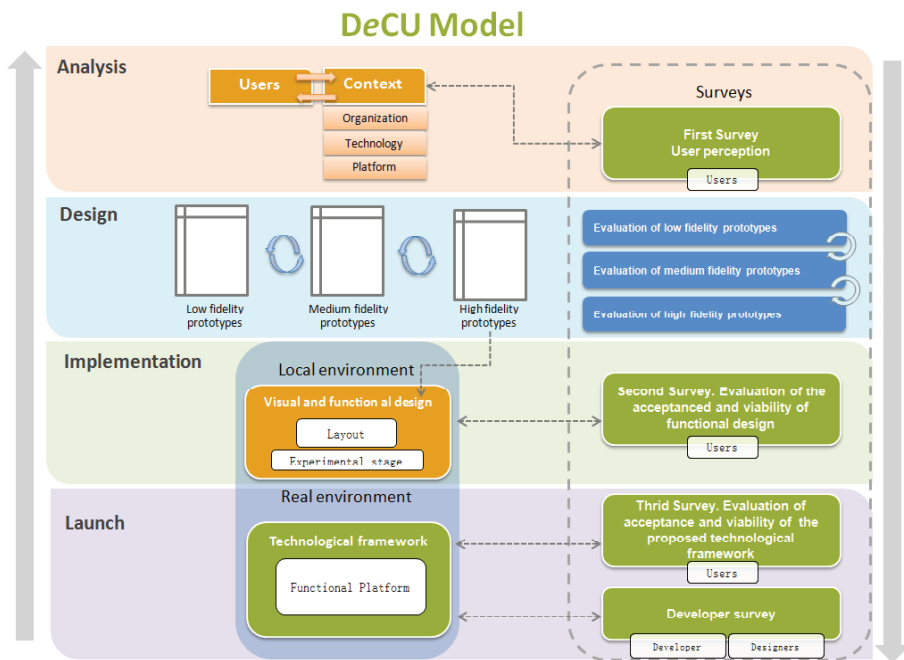 DeCU Model
Analysis
Users
Context
Organization
Technology
Platform
Surveys
First Survey
User perception
Users
Design
Low fidelity
prototypes
Medium fidelity
prototypes
High fidelity
prototypes
Evaluation of low fidelity prototypes
Evaluation of medium fidelity prototypes
Evaluation of high fidelity prototypes
Implementation
Local environment
Visual and function al design
Layout
Experimental stage
Second Survey. Evaluation of the
acceptanced and viability of
functional design
Users
Launch
Real environment
Technological framework
Functional Platform
Thrid Survey. Evaluation of
acceptance and viability of the
proposed technological
framework
Users
Developer survey
Developer
Designers